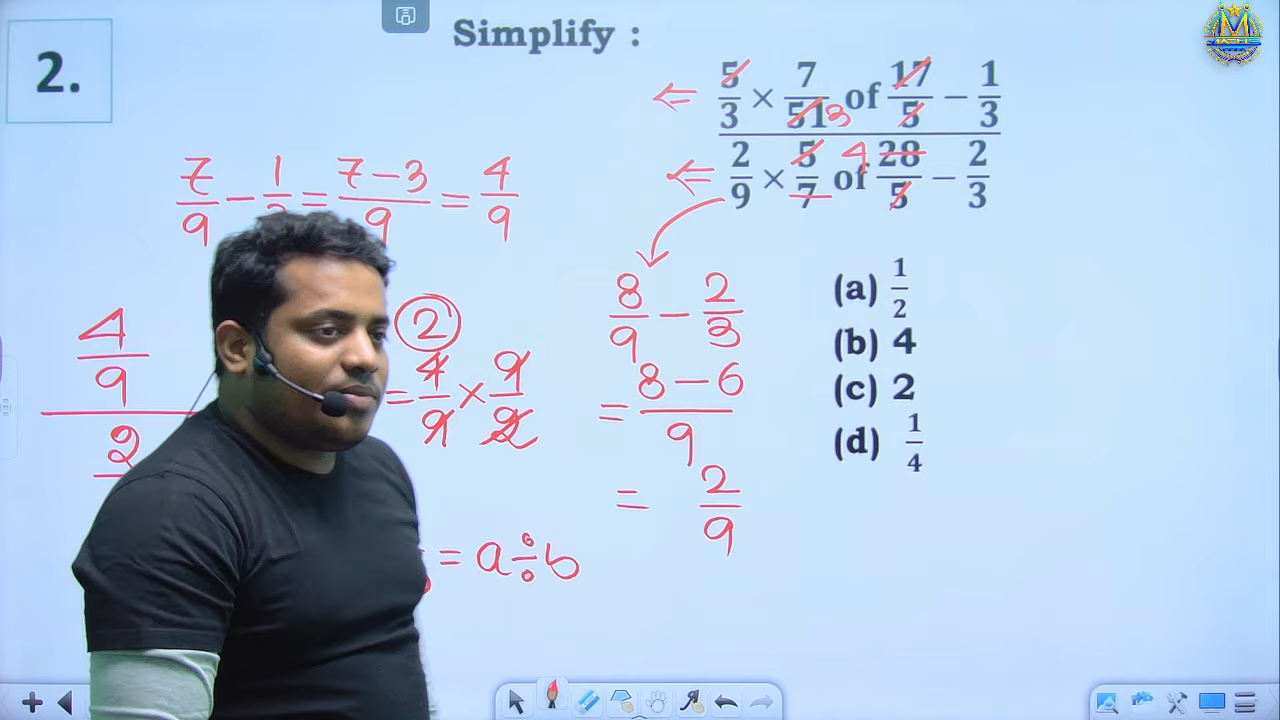 2.
Simplify :
5/3 × 7/51 of 17/5 − 1/3
3
2/9 × 5/7 of 28/5 − 2/3
4
7/9 − 1/ = 7−3/9 = 4/9
4/9
2
2
= 4/9 × 9/2
8/9 − 2/3
= 8−6/9
= 2/9
= a÷b
(a) 1/2
(b) 4
(c) 2
(d) 1/4
M